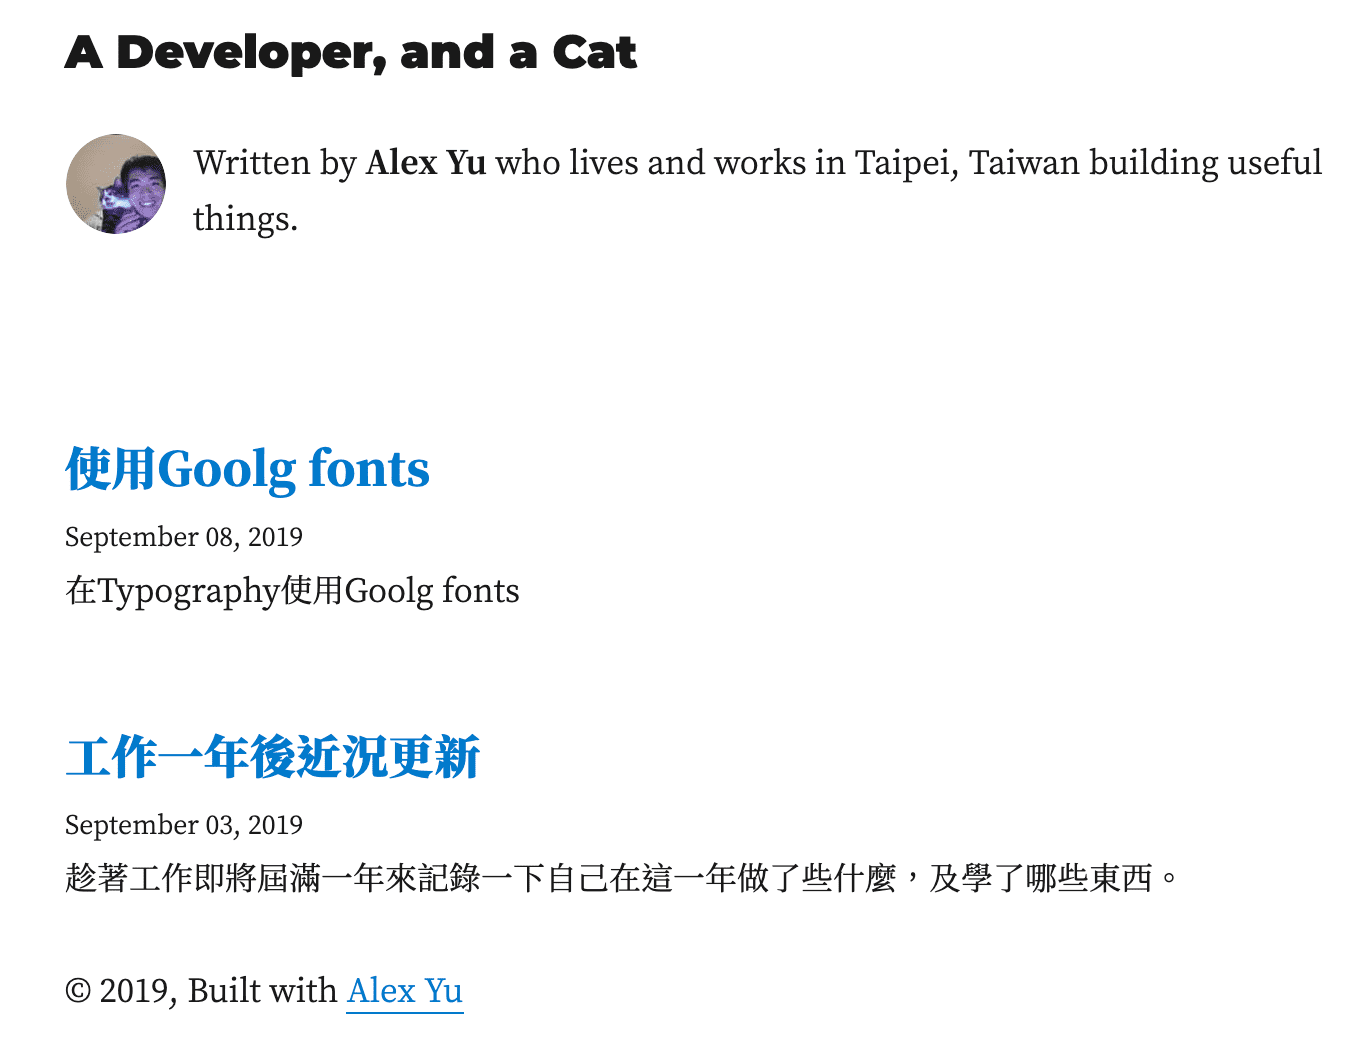 A Developer, and a Cat
Written by Alex Yu who lives and works in Taipei, Taiwan building useful
things.
使用Goolg fonts
September 08, 2019
在Typography使用Goolg fonts
工作一年後近況更新
September 03, 2019
趁著工作即將屆滿一年來記錄一下自己在這一年做了些什麼，及學了哪些東西。
© 2019, Built with Alex Yu